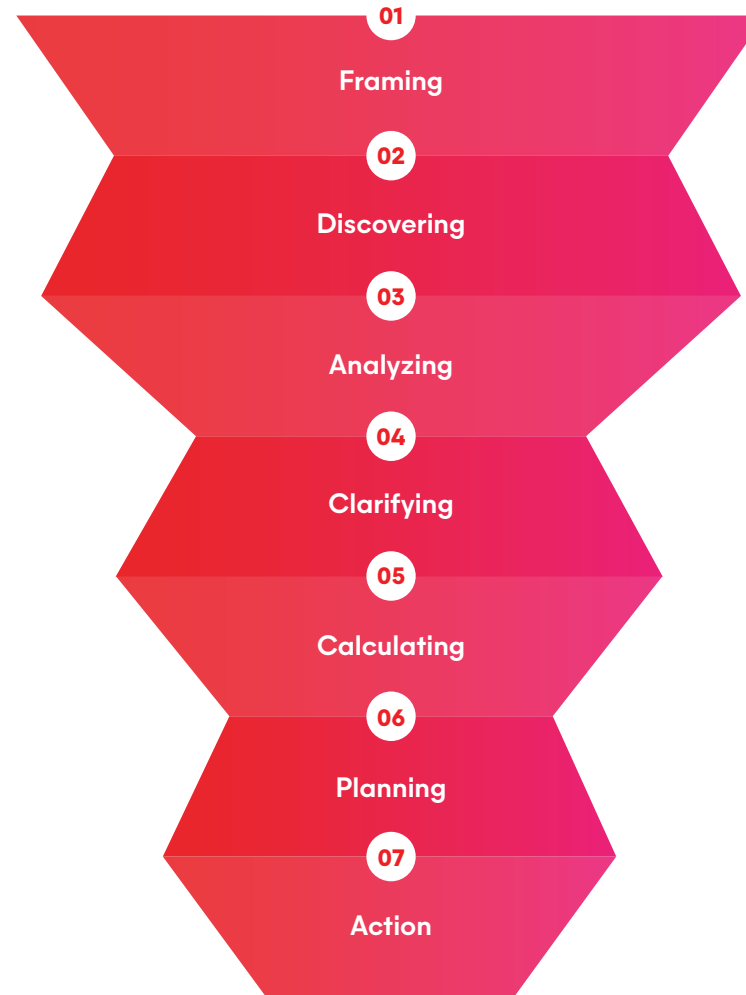 01
Framing
02
Discovering
03
Analyzing
04
Clarifying
05
Calculating
06
Planning
07
Action